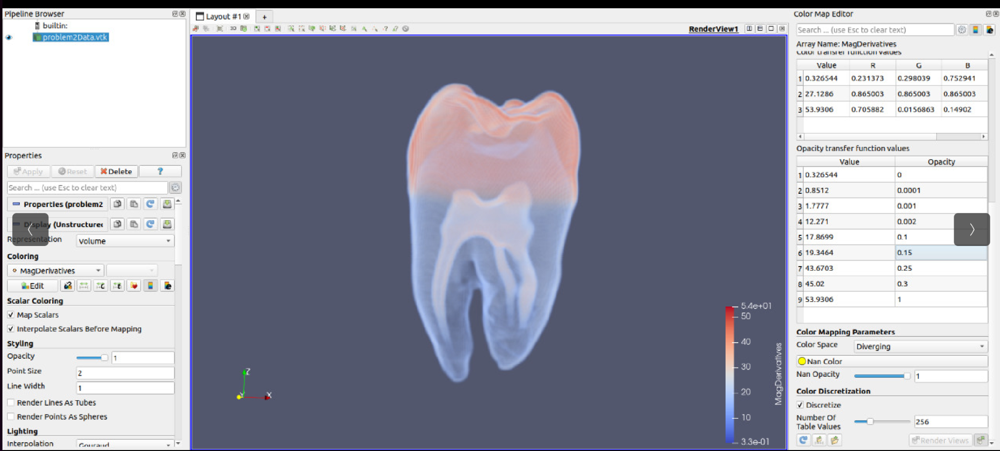 Pipeline Browser
builtin:
problem2Data.vtk
Properties
Apply Reset Delete ?
Search ... (use Esc to clear text)
Properties (problem2
Display (Unstructured
Representation Volume
Coloring
MagDerivatives
Edit
Scalar Coloring
Map Scalars
Interpolate Scalars Before Mapping
Styling
Opacity 1
Point Size 2
Line Width 1
Render Lines As Tubes
Render Points As Spheres
Lighting
Interpolation Gouraud
Layout #1 +
3D
RenderView1
Z
Y X
5.4e+01
50
40
30
20
10
3.3e-01
MagDerivatives
Color Map Editor
Search ... (use Esc to clear text)
Array Name: MagDerivatives
Color transfer function values
Value R G B
1 0.326544 0.231373 0.298039 0.752941
2 27.1286 0.865003 0.865003 0.865003
3 53.9306 0.705882 0.0156863 0.14902
Opacity transfer function values
Value Opacity
1 0.326544 0
2 0.8512 0.0001
3 1.7777 0.001
4 12.271 0.002
5 17.8699 0.1
6 19.3464 0.15
7 43.6703 0.25
8 45.02 0.3
9 53.9306 1
Color Mapping Parameters
Color Space Diverging
Nan Color
Nan Opacity 1
Color Discretization
Discretize
Number Of
Table Values 256
Render Views